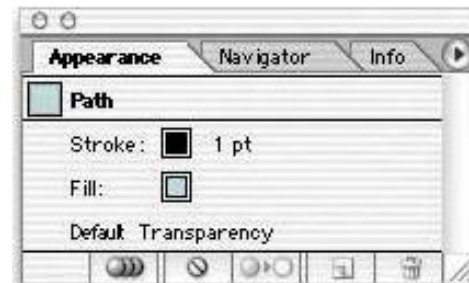 Appearance Navigator Info
Path
Stroke: 1 pt
Fill:
Default Transparency